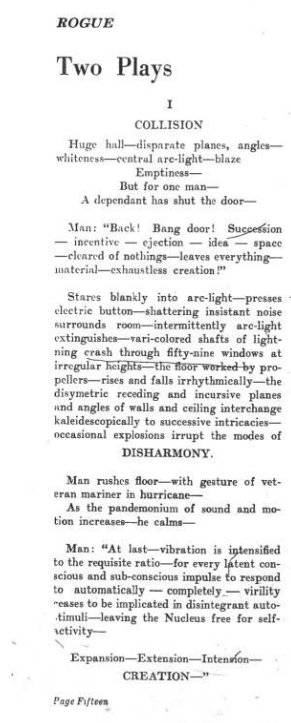 ROGUE
Two Plays
I
COLLISION
Huge hall—disparate planes, angles—
whiteness—central arc-light—blaze
Emptiness—
But for one man—
A dependant has shut the door—
Man: "Back! Bang door! Succession
— incentive — ejection — idea — space
—cleared of nothings—leaves everything—
material—exhaustless creation!"
Stares blankly into arc-light—presses
electric button—shattering insistant noise
surrounds room—intermittently arc-light
extinguishes—vari-colored shafts of light-
ning crash through fifty-nine windows at
irregular heights—the floor worked by pro-
pellers—rises and falls irrhythmically—the
disymetric receding and incursive planes
and angles of walls and ceiling interchange
kaleidescopically to successive intricacies—
occasional explosions irrupt the modes of
DISHARMONY.
Man rushes floor—with gesture of vet-
eran mariner in hurricane—
As the pandemonium of sound and mo-
tion increases—he calms—
Man: "At last—vibration is intensified
to the requisite ratio—for every latent con-
scious and sub-conscious impulse to respond
to automatically — completely — virility
ceases to be implicated in disintegrant auto-
stimuli—leaving the Nucleus free for self-
activity—
Expansion—Extension—Intension—
CREATION—"
Page Fifteen